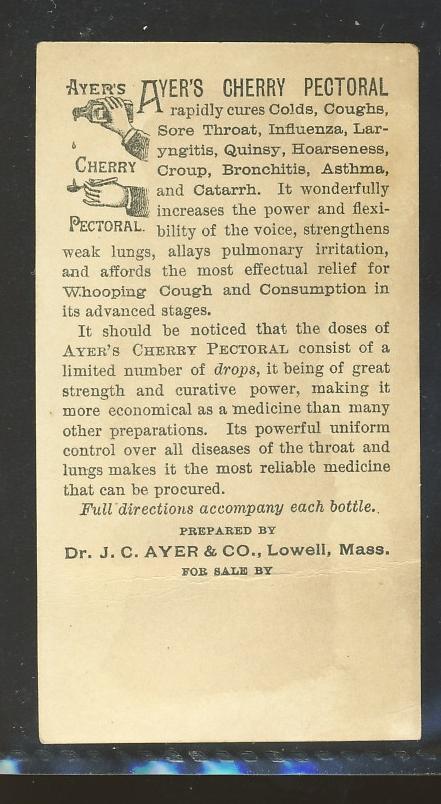 AYER'S
CHERRY
PECTORAL.
AYER'S CHERRY PECTORAL
rapidly cures Colds, Coughs,
Sore Throat, Influenza, Lar-
yngitis, Quinsy, Hoarseness,
Croup, Bronchitis, Asthma,
and Catarrh. It wonderfully
increases the power and flexi-
bility of the voice, strengthens
weak lungs, allays pulmonary irritation,
and affords the most effectual relief for
Whooping Cough and Consumption in
its advanced stages.
It should be noticed that the doses of
AYER'S CHERRY PECTORAL consist of a
limited number of drops, it being of great
strength and curative power, making it
more economical as a medicine than many
other preparations. Its powerful uniform
control over all diseases of the throat and
lungs makes it the most reliable medicine
that can be procured.
Full directions accompany each bottle.
PREPARED BY
Dr. J. C. AYER & CO., Lowell, Mass.
FOR SALE BY